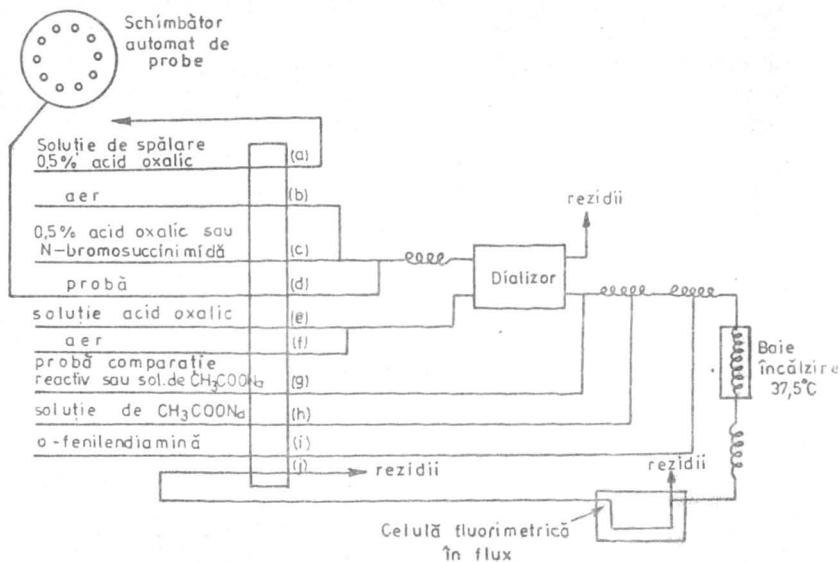 Schimbător
automat de
probe
Soluție de spălare
0,5% acid oxalic
(a)
aer
(b)
0,5% acid oxalic sau
N-bromosuccinimidă
(c)
probă
(d)
soluție acid oxalic
(e)
aer
(f)
probă comparație
reactiv sau sol. de CH₃COONa
(g)
soluție de CH₃COONa
(h)
o-fenilendiamină
(i)
(j)
rezidii
rezidii
Dializor
Baie
încălzire
37,5°C
rezidii
Celulă fluorimetrică
în flux